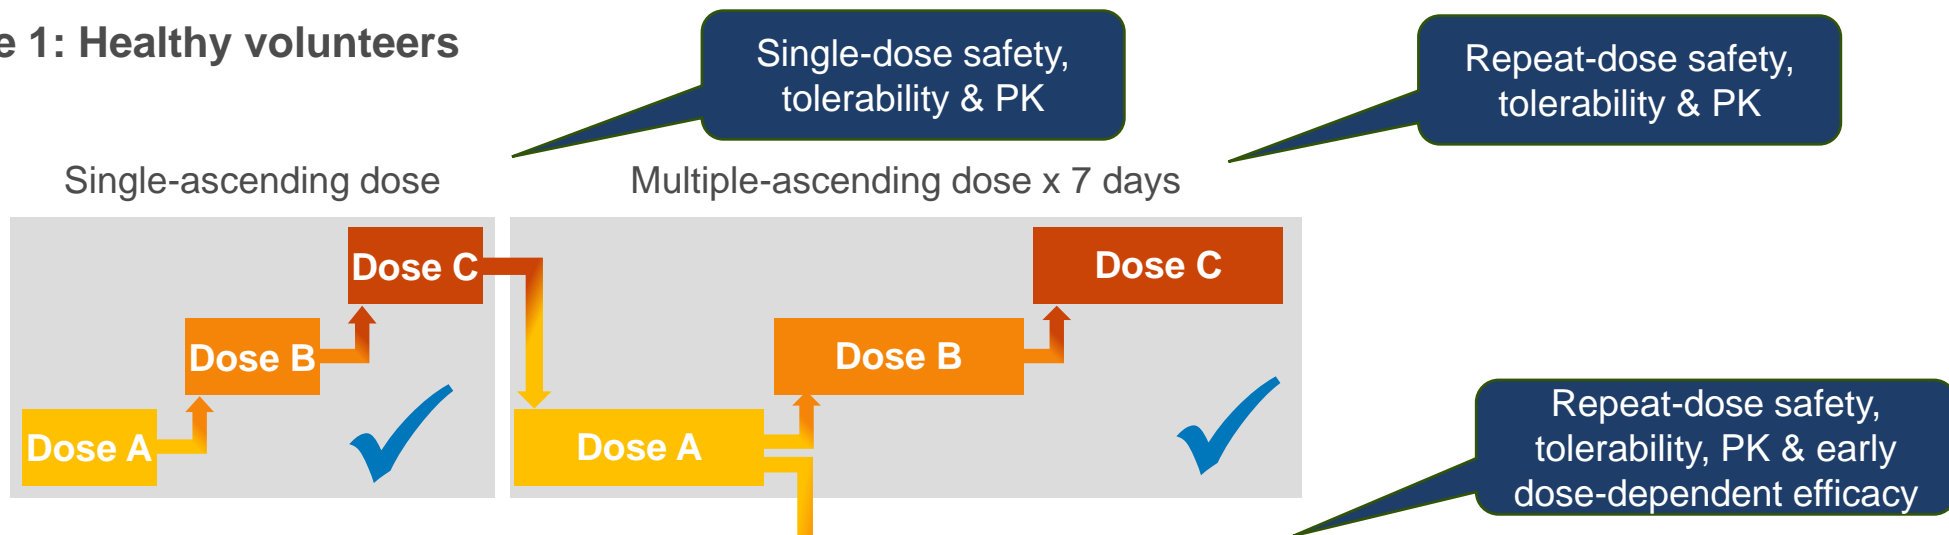 e 1: Healthy volunteers
Single-dose safety,
tolerability & PK
Repeat-dose safety,
tolerability & PK
Single-ascending dose
Multiple-ascending dose x 7 days
Dose C
Dose B
Dose A
Dose C
Dose B
Dose A
Repeat-dose safety,
tolerability, PK & early
dose-dependent efficacy